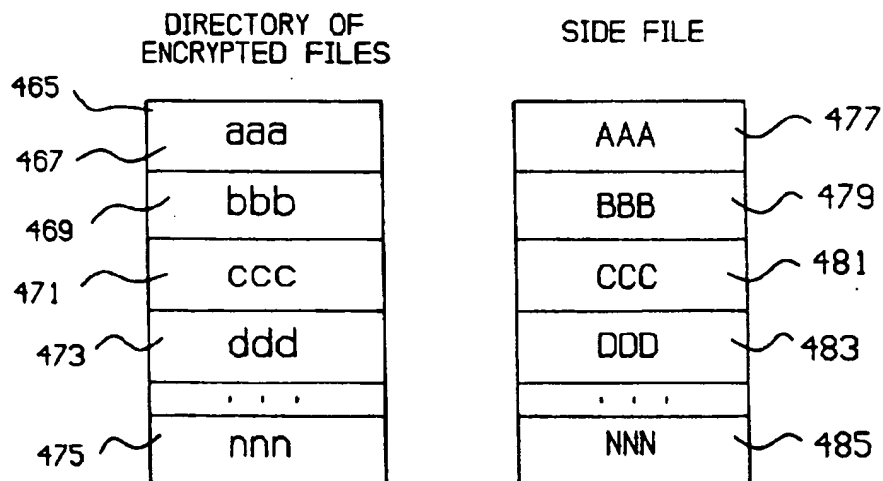 DIRECTORY OF
ENCRYPTED FILES
SIDE FILE
465
467
aaa
469
bbb
471
ccc
473
ddd
. . .
475
nnn
AAA
477
BBB
479
CCC
481
DDD
483
. . .
NNN
485